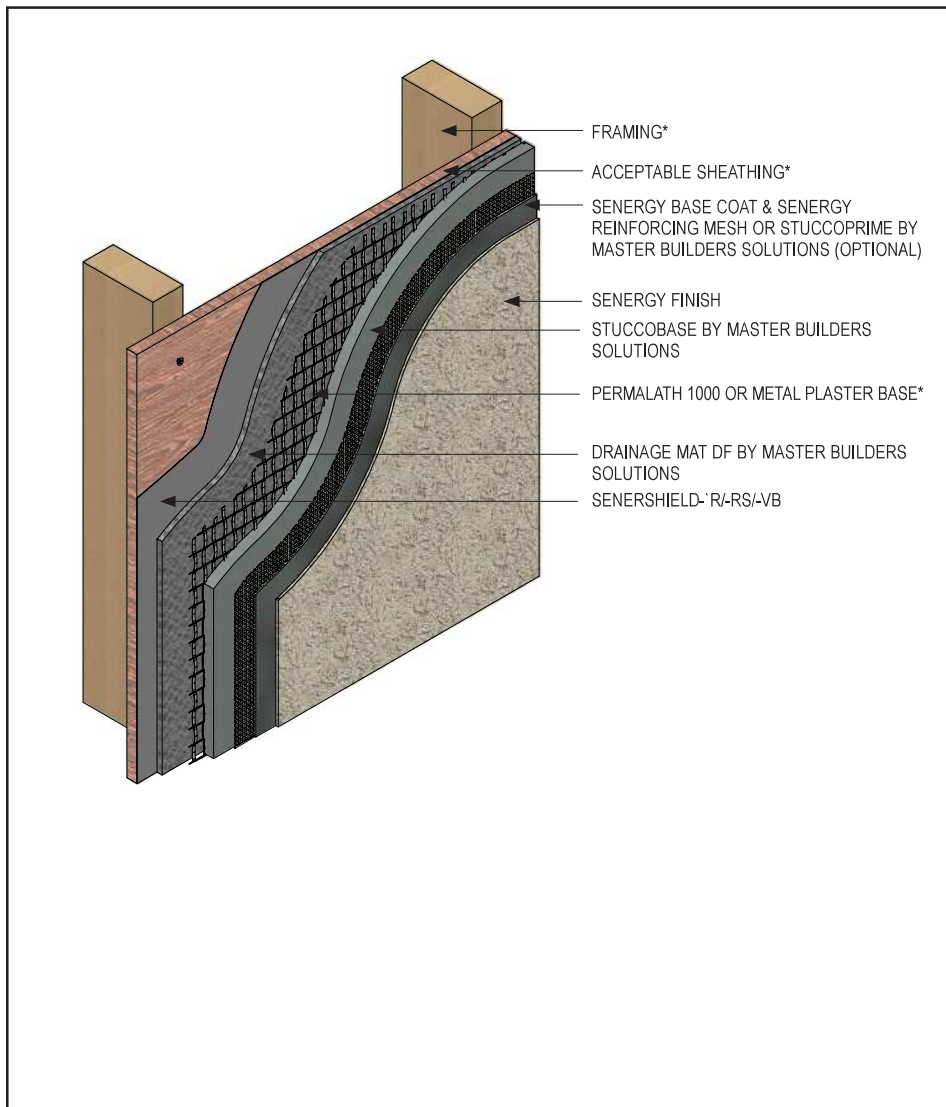 FRAMING*
ACCEPTABLE SHEATHING*
SENERGY BASE COAT & SENERGY
REINFORCING MESH OR STUCCOPRIME BY
MASTER BUILDERS SOLUTIONS (OPTIONAL)
SENERGY FINISH
STUCCOBASE BY MASTER BUILDERS
SOLUTIONS
PERMALATH 1000 OR METAL PLASTER BASE*
DRAINAGE MAT DF BY MASTER BUILDERS
SOLUTIONS
SENERSHIELD-`R/-RS/-VB